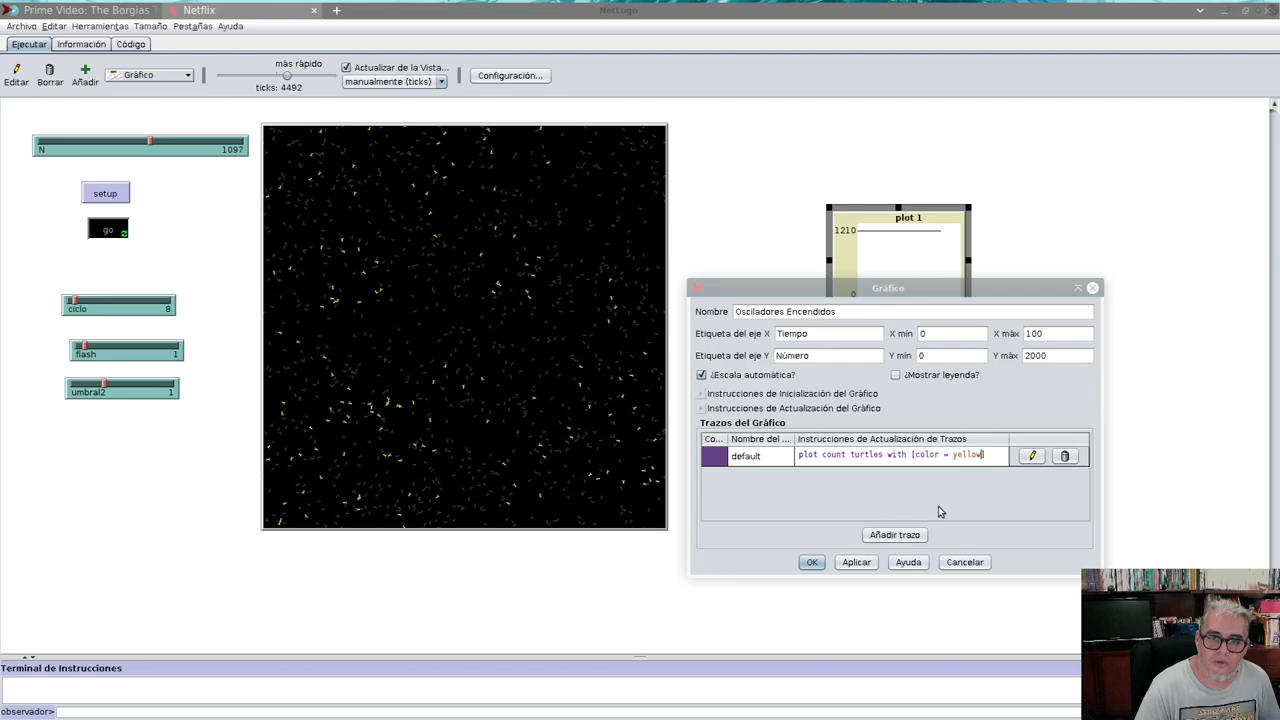 Prime Video: The Borgias
Netflix
×
+
NetLogo
Archivo Editar Herramientas Tamaño Pestañas Ayuda
Ejecutar Información Código
Editar Borrar Añadir
Gráfico
más rápido
ticks: 4492
Actualizar de la Vista...
manualmente (ticks)
Configuración...
N 1097
setup
go
ciclo 8
flash 1
umbral2 1
plot 1
1210
0
Gráfico
Nombre Osciladores Encendidos
Etiqueta del eje X Tiempo X mín 0 X máx 100
Etiqueta del eje Y Número Y mín 0 Y máx 2000
¿Escala automática? ¿Mostrar leyenda?
Instrucciones de Inicialización del Gráfico
Instrucciones de Actualización del Gráfico
Trazos del Gráfico
Co... Nombre del ... Instrucciones de Actualización de Trazos
default plot count turtles with [color = yellow]
Añadir trazo
OK Aplicar Ayuda Cancelar
Terminal de Instrucciones
observador>